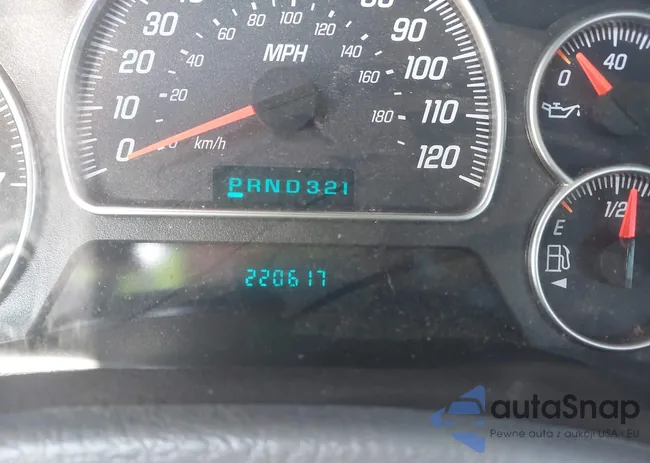 60 80 100 120 140 160 180
20 40 60
0 10 20 30
MPH
90 100 110 120
km/h
PRND321
220617
0 40
1/2
E
autaSnap
Pewne auta z aukcji USA i EU